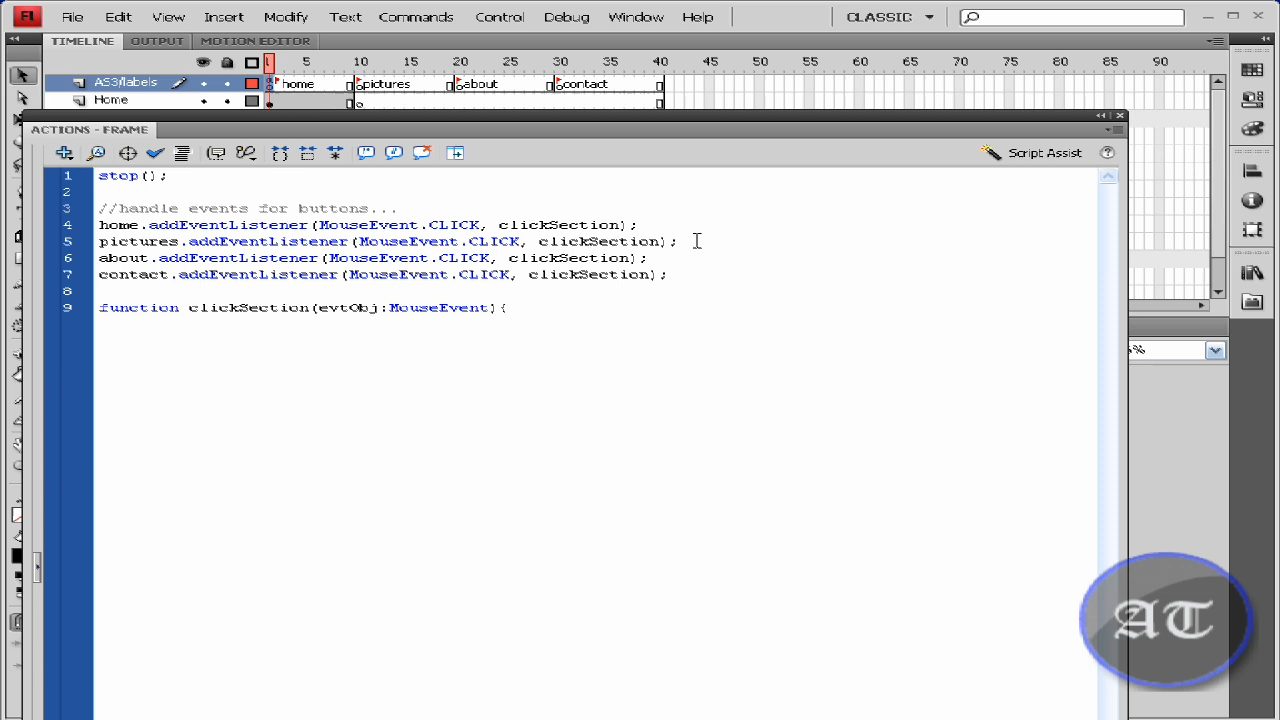 Fl File Edit View Insert Modify Text Commands Control Debug Window Help CLASSIC
TIMELINE OUTPUT MOTION EDITOR
1 5 10 15 20 25 30 35 40 45 50 55 60 65 70 75 80 85 90
AS3/labels home pictures about contact
Home
ACTIONS - FRAME
Script Assist
1 stop();
2
3 //handle events for buttons...
4 home.addEventListener(MouseEvent.CLICK, clickSection);
5 pictures.addEventListener(MouseEvent.CLICK, clickSection);
6 about.addEventListener(MouseEvent.CLICK, clickSection);
7 contact.addEventListener(MouseEvent.CLICK, clickSection);
8
9 function clickSection(evtObj:MouseEvent){
AT